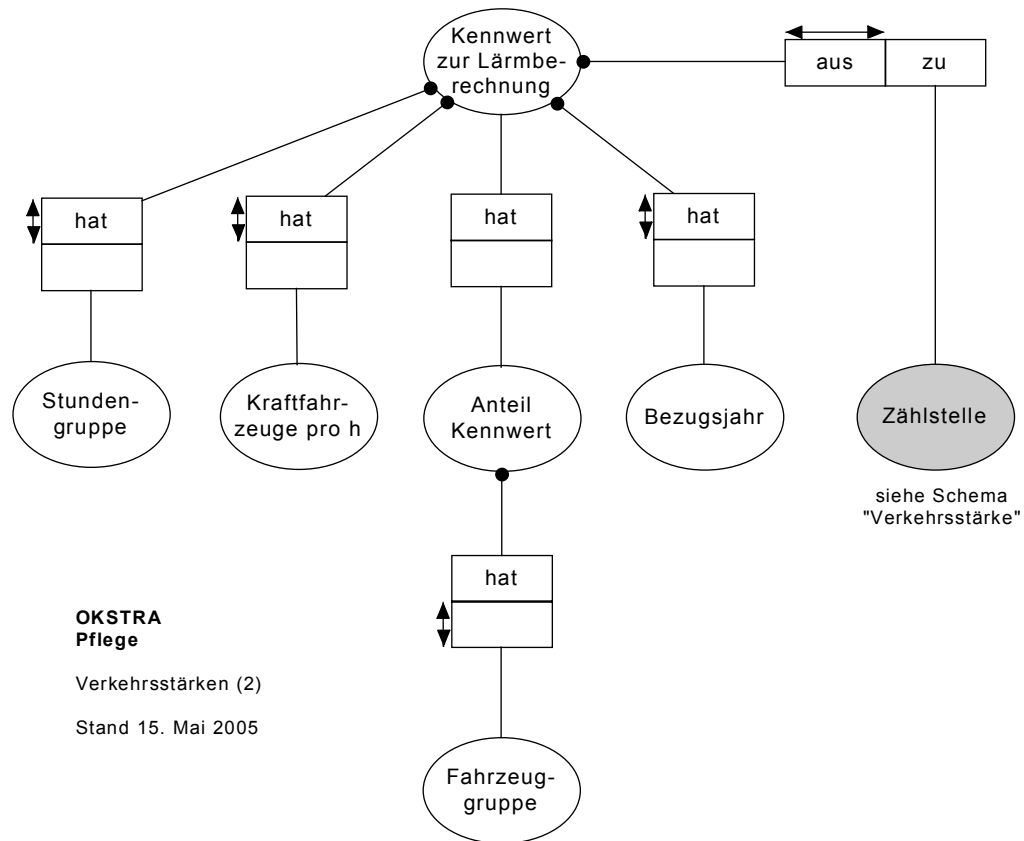 Kennwert
zur Lärmbe-
rechnung
aus
zu
hat
hat
hat
hat
Stunden-
gruppe
Kraftfahr-
zeuge pro h
Anteil
Kennwert
Bezugsjahr
Zählstelle
siehe Schema
"Verkehrsstärke"
hat
OKSTRA
Pflege
Verkehrsstärken (2)
Stand 15. Mai 2005
Fahrzeug-
gruppe